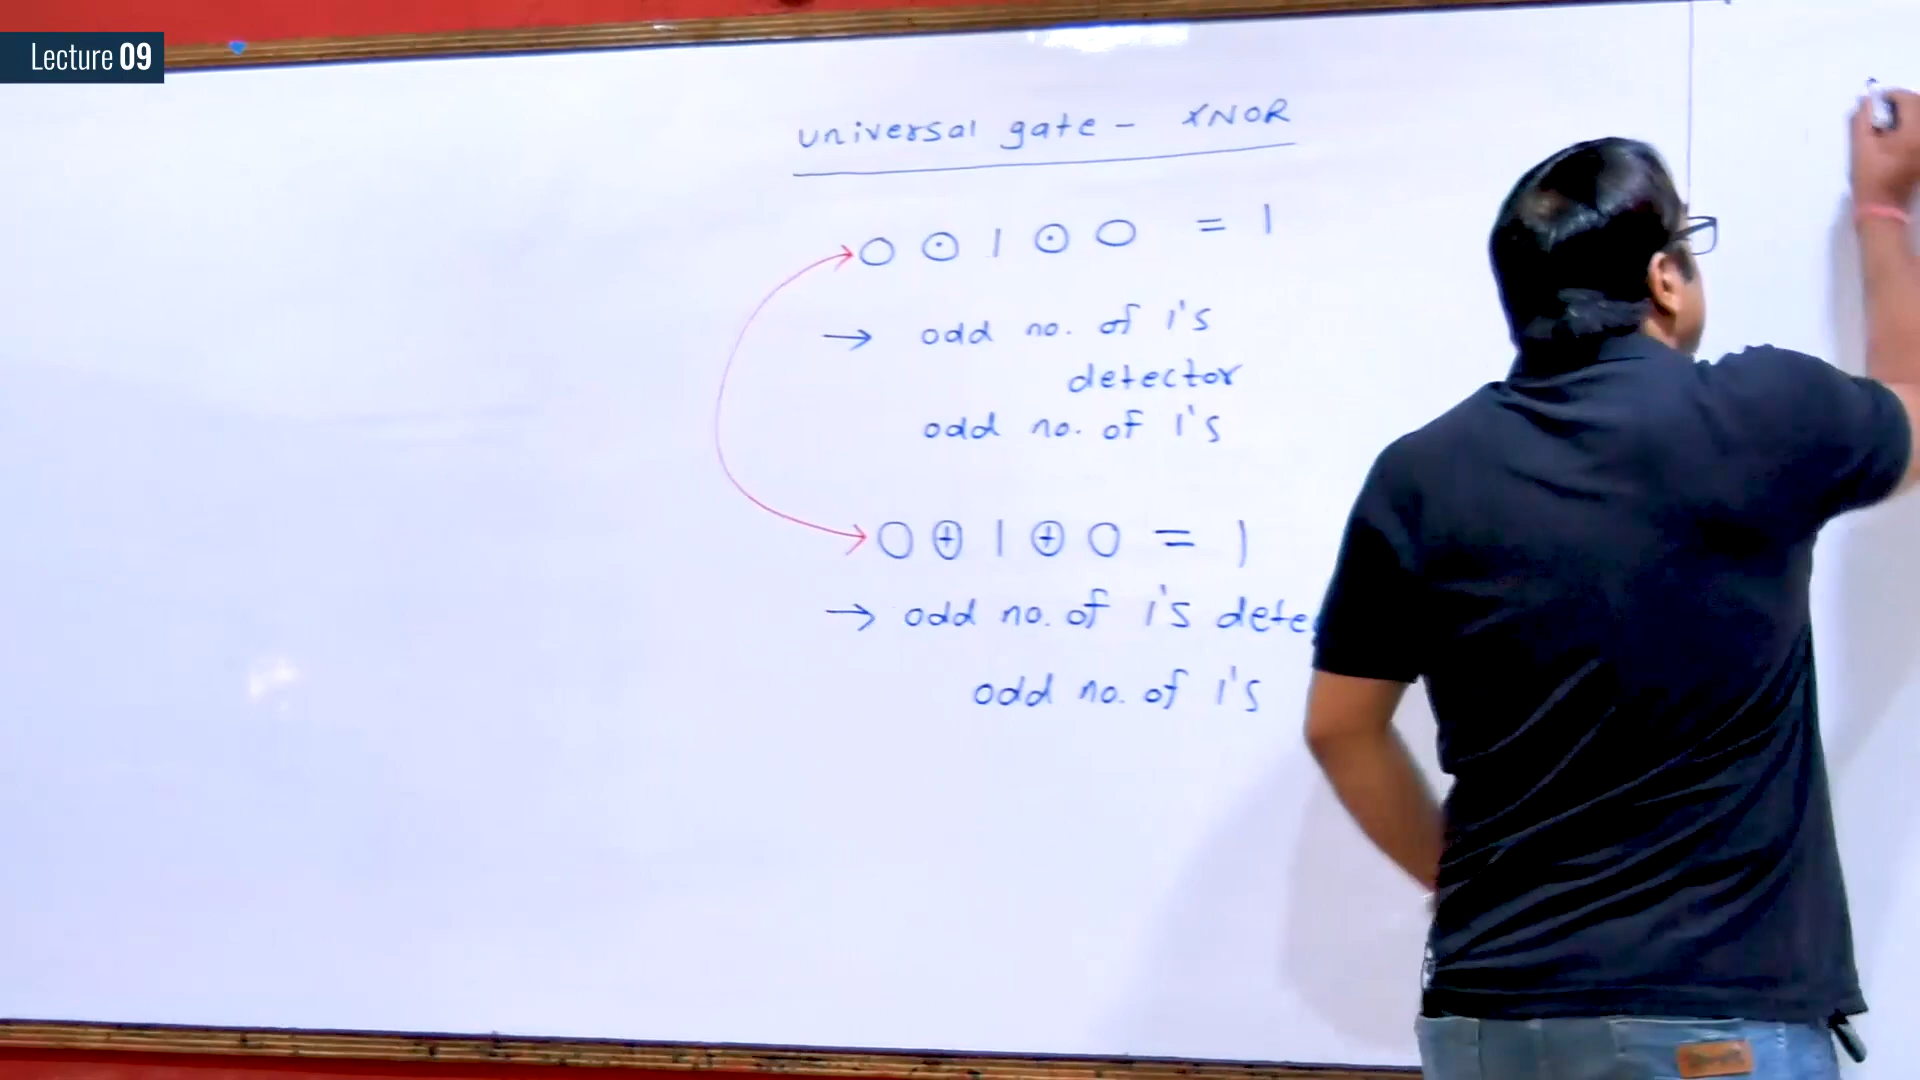 Lecture 09
universal gate - XNOR
0 ⊙ 1 ⊙ 0 = 1
→ odd no. of 1's
detector
odd no. of 1's
0 ⊕ 1 ⊕ 0 = 1
→ odd no. of 1's
odd no. of 1's